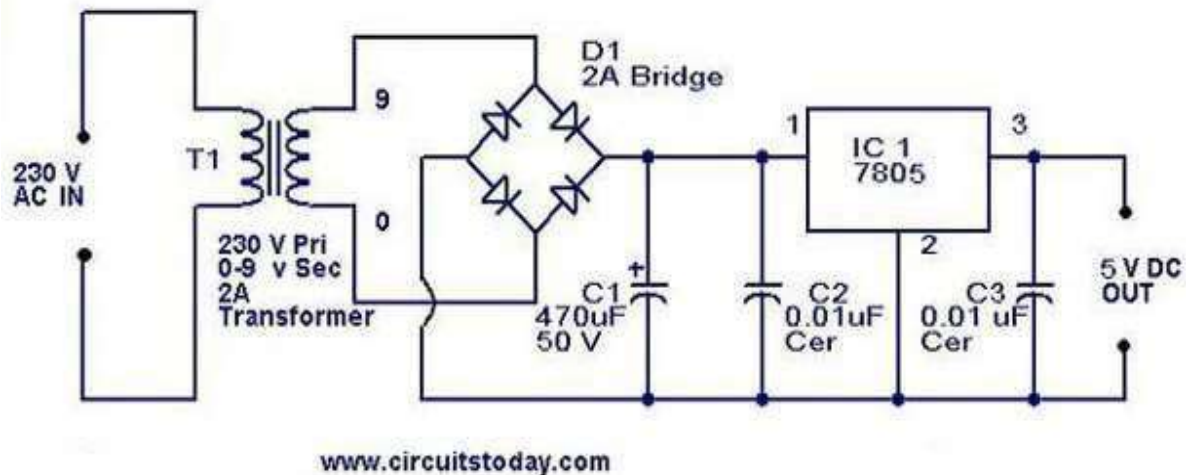 D1
2A Bridge
9
1
3
IC 1
7805
T1
230 V
AC IN
0
2
230 V Pri
0-9 v Sec
2A
Transformer
+
C1
470uF
50 V
C2
0.01uF
Cer
C3
0.01 uF
Cer
5 V DC
OUT
www.circuitstoday.com